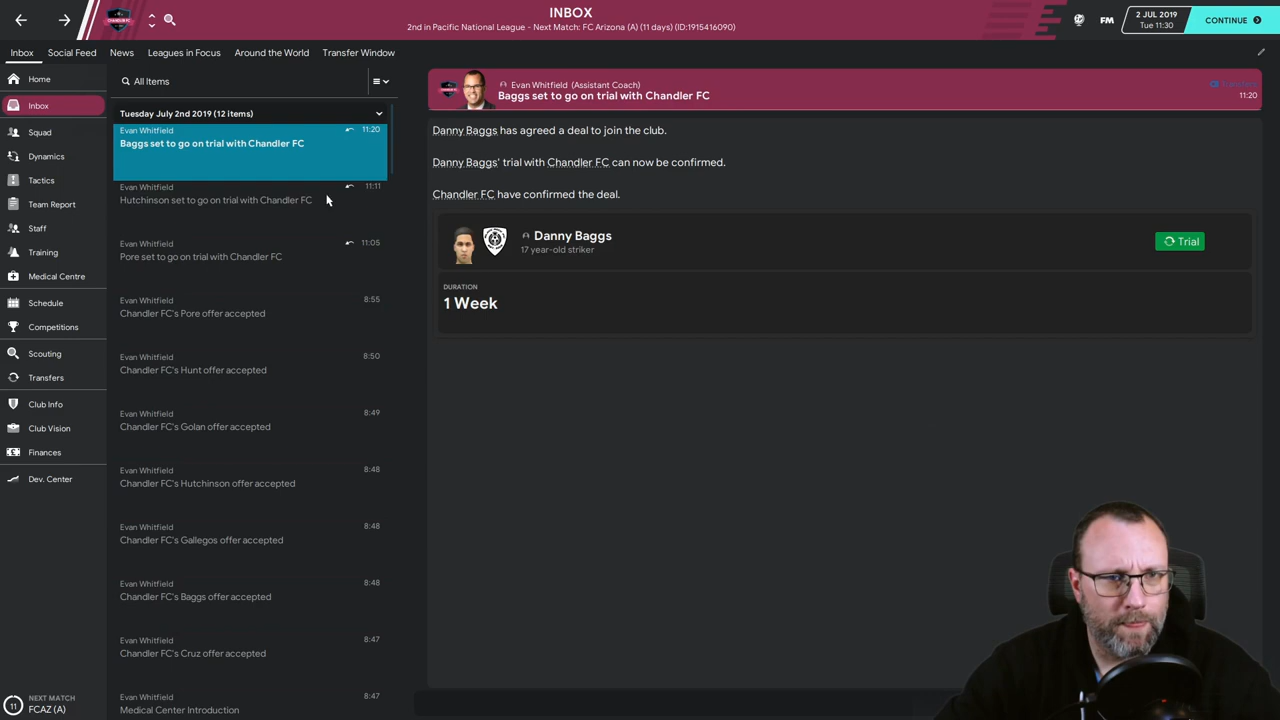 INBOX
2nd in Pacific National League - Next Match: FC Arizona (A) (11 days) (ID:1915416090)
FM
2 JUL 2019
Tue 11:30
CONTINUE
Inbox
Social Feed
News
Leagues in Focus
Around the World
Transfer Window
Home
Inbox
Squad
Dynamics
Tactics
Team Report
Staff
Training
Medical Centre
Schedule
Competitions
Scouting
Transfers
Club Info
Club Vision
Finances
Dev. Center
11
NEXT MATCH
FCAZ (A)
All Items
Tuesday July 2nd 2019 (12 items)
Evan Whitfield 11:20
Baggs set to go on trial with Chandler FC
Evan Whitfield 11:11
Hutchinson set to go on trial with Chandler FC
Evan Whitfield 11:05
Pore set to go on trial with Chandler FC
Evan Whitfield 8:55
Chandler FC's Pore offer accepted
Evan Whitfield 8:50
Chandler FC's Hunt offer accepted
Evan Whitfield 8:49
Chandler FC's Golan offer accepted
Evan Whitfield 8:48
Chandler FC's Hutchinson offer accepted
Evan Whitfield 8:48
Chandler FC's Gallegos offer accepted
Evan Whitfield 8:48
Chandler FC's Baggs offer accepted
Evan Whitfield 8:47
Chandler FC's Cruz offer accepted
Evan Whitfield 8:47
Medical Center Introduction
Evan Whitfield (Assistant Coach)
Baggs set to go on trial with Chandler FC
Transfers
11:20
Danny Baggs has agreed a deal to join the club.
Danny Baggs' trial with Chandler FC can now be confirmed.
Chandler FC have confirmed the deal.
Danny Baggs
17 year-old striker
Trial
DURATION
1 Week